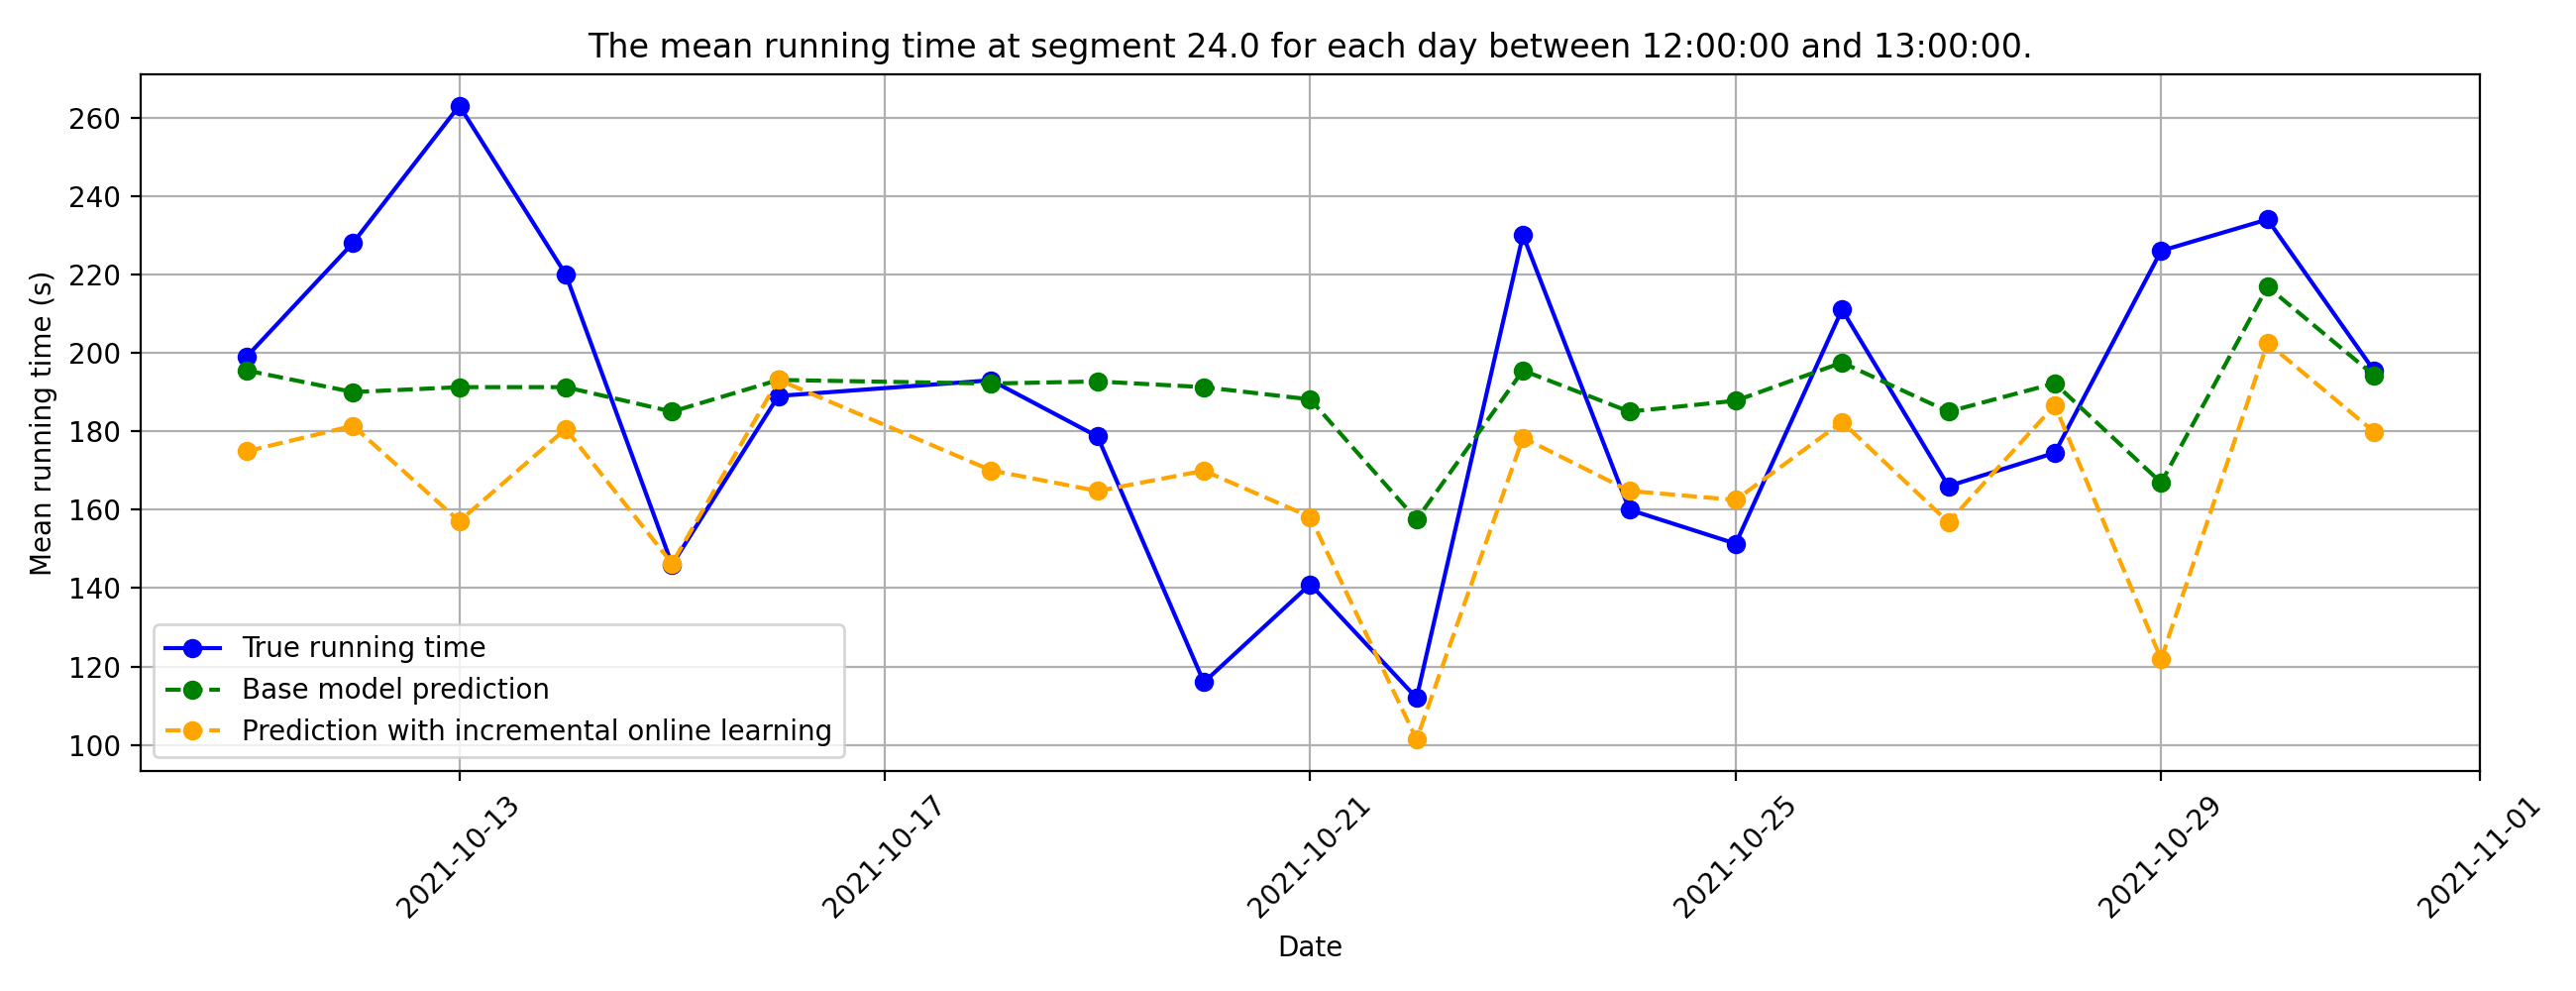 The mean running time at segment 24.0 for each day between 12:00:00 and 13:00:00.
Mean running time (s)
260
240
220
200
180
160
140
120
100
True running time
Base model prediction
Prediction with incremental online learning
2021-10-13
2021-10-17
2021-10-21
2021-10-25
2021-10-29
2021-11-01
Date